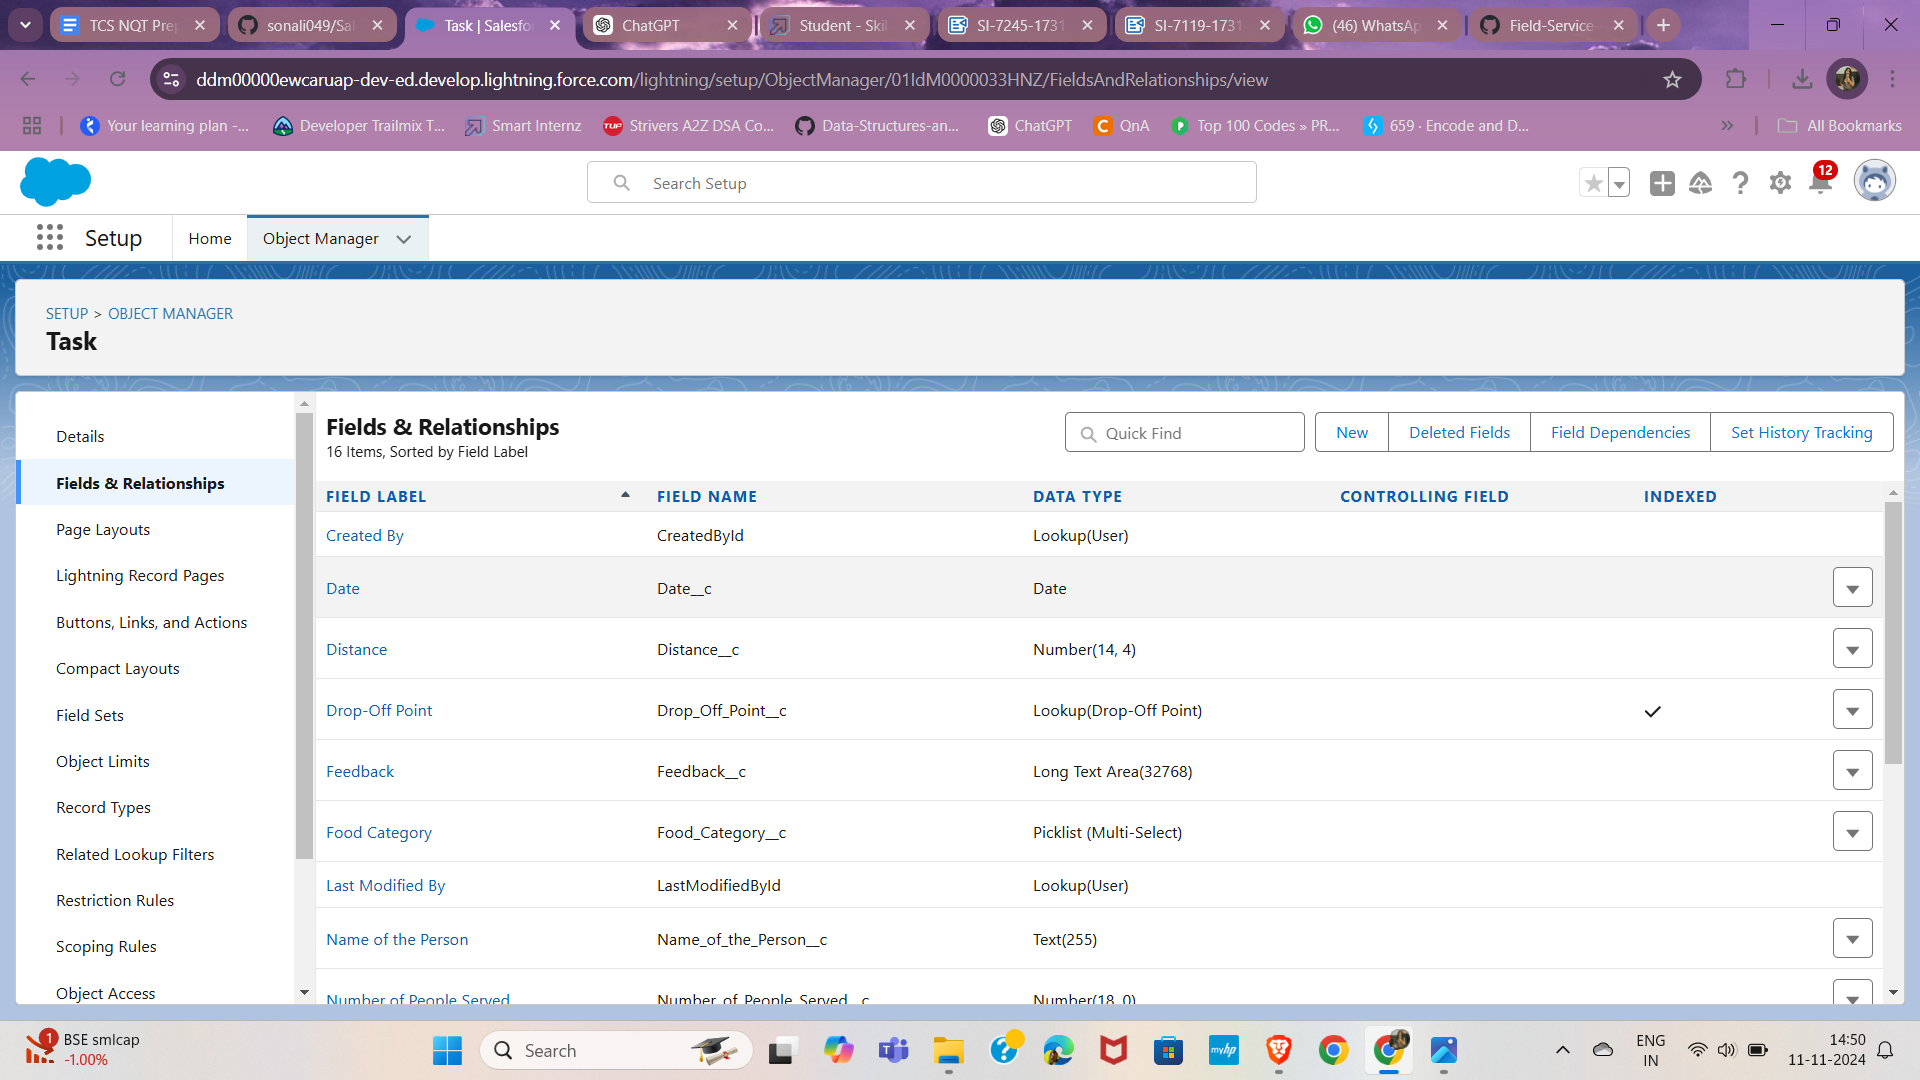 TCS NQT Prep
sonali049/Sal
Task | Salesfo
ChatGPT
Student - Skil
SI-7245-1731
SI-7119-1731
(46) WhatsAp
Field-Service-
ddm00000ewcaruap-dev-ed.develop.lightning.force.com/lightning/setup/ObjectManager/01IdM0000033HNZ/FieldsAndRelationships/view
Your learning plan -...
Developer Trailmix T...
Smart Internz
TUF
Strivers A2Z DSA Co...
Data-Structures-an...
ChatGPT
QnA
Top 100 Codes » PR...
659 · Encode and D...
All Bookmarks
Search Setup
12
Setup
Home
Object Manager
SETUP > OBJECT MANAGER
Task
Details
Fields & Relationships
Page Layouts
Lightning Record Pages
Buttons, Links, and Actions
Compact Layouts
Field Sets
Object Limits
Record Types
Related Lookup Filters
Restriction Rules
Scoping Rules
Object Access
Fields & Relationships
16 Items, Sorted by Field Label
Quick Find
New
Deleted Fields
Field Dependencies
Set History Tracking
FIELD LABEL FIELD NAME DATA TYPE CONTROLLING FIELD INDEXED
Created By CreatedById Lookup(User)
Date Date__c Date
Distance Distance__c Number(14, 4)
Drop-Off Point Drop_Off_Point__c Lookup(Drop-Off Point)
Feedback Feedback__c Long Text Area(32768)
Food Category Food_Category__c Picklist (Multi-Select)
Last Modified By LastModifiedById Lookup(User)
Name of the Person Name_of_the_Person__c Text(255)
Number of People Served Number_of_People_Served__c Number(18, 0)
1
BSE smlcap
-1.00%
Search
myhp
ENG
IN
14:50
11-11-2024